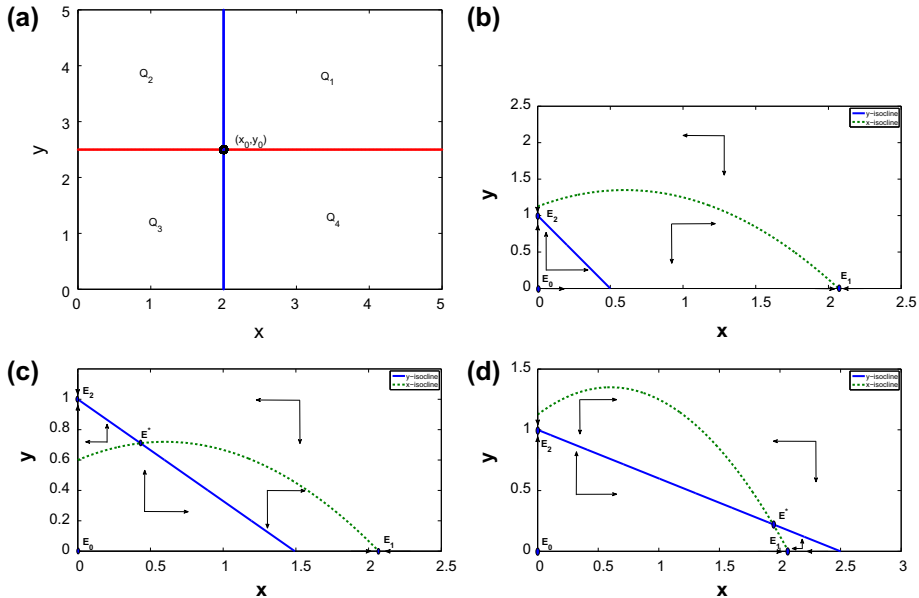 (a)
5
4
3
2
1
0
0 1 2 3 4 5
y
x
Q2
Q1
(x0,y0)
Q3
Q4
(b)
2.5
2
1.5
1
0.5
0
0 0.5 1 1.5 2 2.5
y
x
y−isocline
x−isocline
E2
E0
E1
(c)
1
0.8
0.6
0.4
0.2
0
0 0.5 1 1.5 2 2.5
y
x
y−isocline
x−isocline
E2
E*
E0
E1
(d)
1.5
1
0.5
0
0 0.5 1 1.5 2 2.5 3
y
x
y−isocline
x−isocline
E2
E*
E0
E1